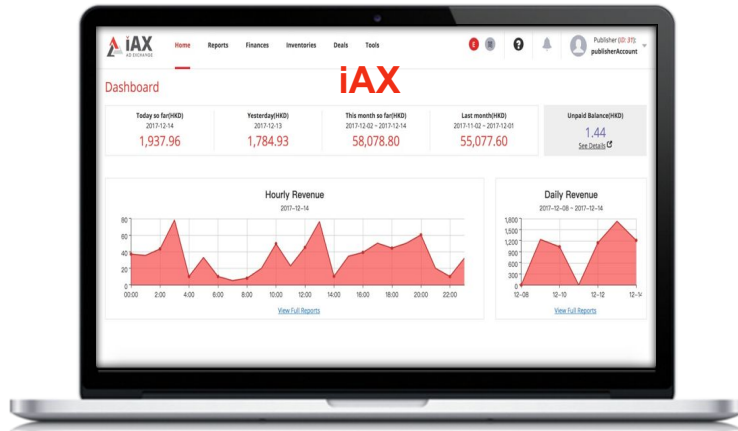 iAX
AD EXCHANGE
Home Reports Finances Inventories Deals Tools
E
Publisher (ID: 37);
publisherAccount
iAX
Dashboard
Today so far(HKD)
2017-12-14
1,937.96
Yesterday(HKD)
2017-12-13
1,784.93
This month so far(HKD)
2017-12-02 ~ 2017-12-14
58,078.80
Last month(HKD)
2017-11-02 ~ 2017-12-01
55,077.60
Unpaid Balance(HKD)
1.44
See Details
Hourly Revenue
2017-12-14
80
60
40
20
0
00:00 2:00 4:00 6:00 8:00 10:00 12:00 14:00 16:00 18:00 20:00 22:00
View Full Reports
Daily Revenue
2017-12-08 ~ 2017-12-14
1,800
1,500
1,200
900
600
300
0
12-08 12-10 12-12 12-14
View Full Reports